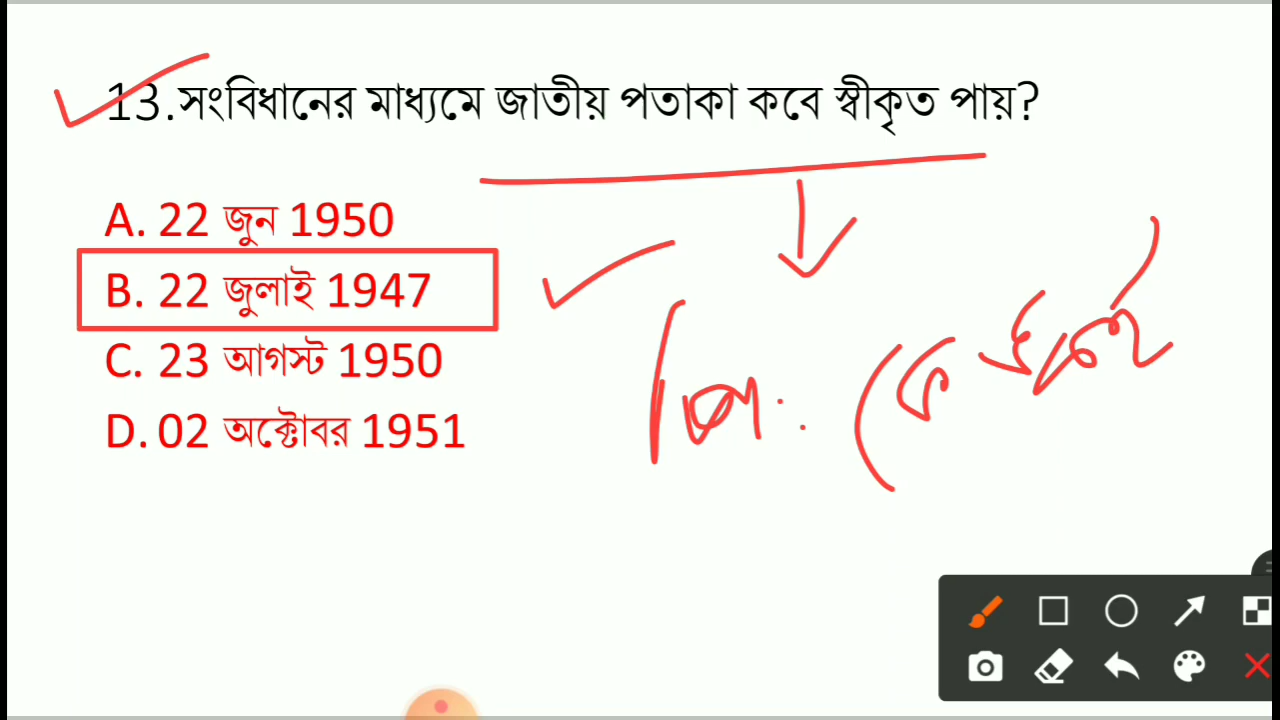 13.সংবিধানের মাধ্যমে জাতীয় পতাকা কবে স্বীকৃত পায়?
A. 22 জুন 1950
B. 22 জুলাই 1947
C. 23 আগস্ট 1950
D. 02 অক্টোবর 1951